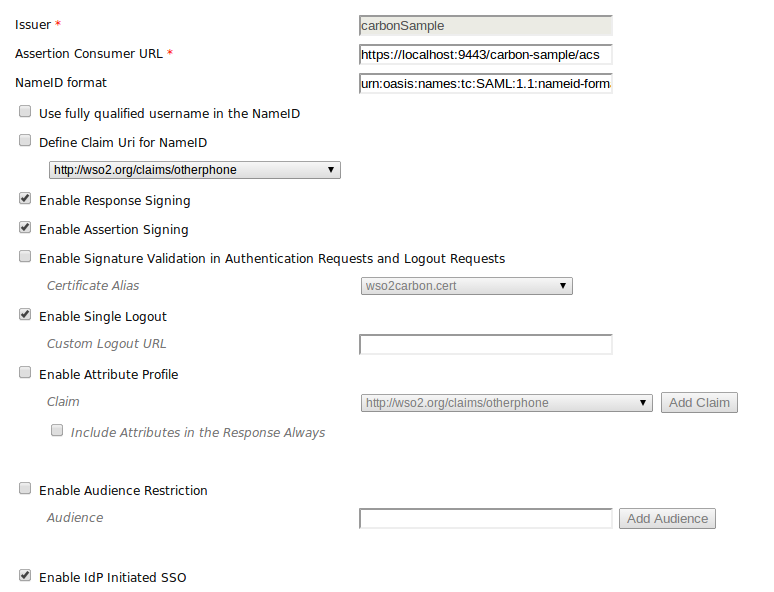 Issuer *
carbonSample
Assertion Consumer URL *
https://localhost:9443/carbon-sample/acs
NameID format
urn:oasis:names:tc:SAML:1.1:nameid-forma
Use fully qualified username in the NameID
Define Claim Uri for NameID
http://wso2.org/claims/otherphone
Enable Response Signing
Enable Assertion Signing
Enable Signature Validation in Authentication Requests and Logout Requests
Certificate Alias
wso2carbon.cert
Enable Single Logout
Custom Logout URL
Enable Attribute Profile
Claim
http://wso2.org/claims/otherphone
Add Claim
Include Attributes in the Response Always
Enable Audience Restriction
Audience
Add Audience
Enable IdP Initiated SSO